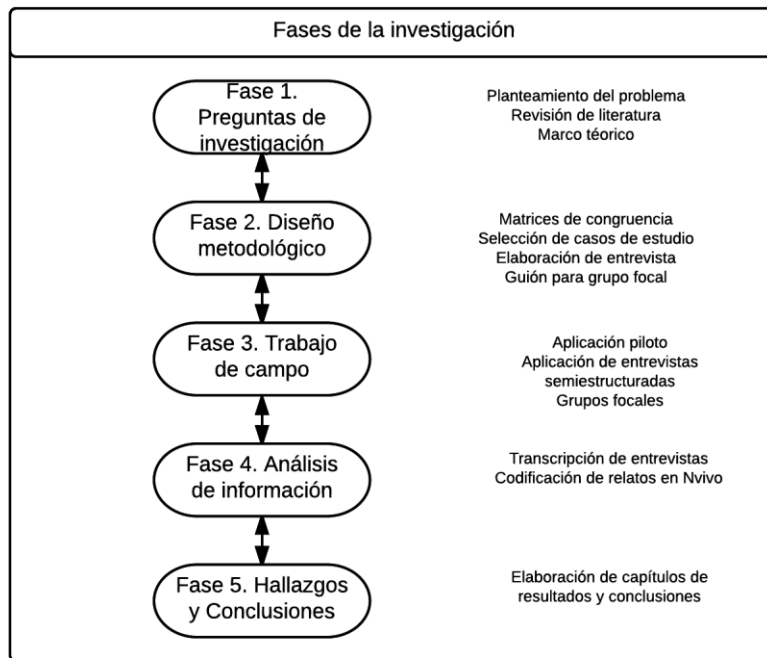 Fases de la investigación
Fase 1.
Preguntas de
investigación
Planteamiento del problema
Revisión de literatura
Marco téorico
Fase 2. Diseño
metodológico
Matrices de congruencia
Selección de casos de estudio
Elaboración de entrevista
Guión para grupo focal
Fase 3. Trabajo
de campo
Aplicación piloto
Aplicación de entrevistas
semiestructuradas
Grupos focales
Fase 4. Análisis
de información
Transcripción de entrevistas
Codificación de relatos en Nvivo
Fase 5. Hallazgos
y Conclusiones
Elaboración de capítulos de
resultados y conclusiones